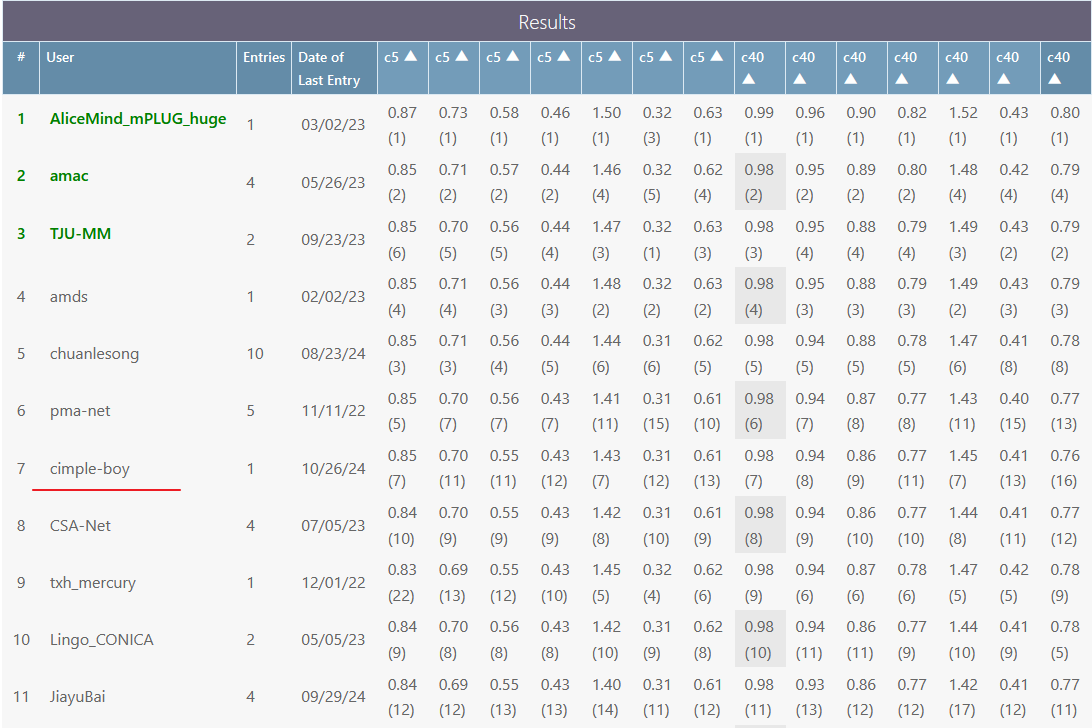 Results
# User Entries Date of Last Entry c5 ▲ c5 ▲ c5 ▲ c5 ▲ c5 ▲ c5 ▲ c5 ▲ c40 ▲ c40 ▲ c40 ▲ c40 ▲ c40 ▲ c40 ▲ c40 ▲
1 AliceMind_mPLUG_huge 1 03/02/23 0.87 0.73 0.58 0.46 1.50 0.32 0.63 0.99 0.96 0.90 0.82 1.52 0.43 0.80
(1) (1) (1) (1) (1) (3) (1) (1) (1) (1) (1) (1) (1) (1)
2 amac 4 05/26/23 0.85 0.71 0.57 0.44 1.46 0.32 0.62 0.98 0.95 0.89 0.80 1.48 0.42 0.79
(2) (2) (2) (2) (4) (5) (4) (2) (2) (2) (2) (4) (4) (4)
3 TJU-MM 2 09/23/23 0.85 0.70 0.56 0.44 1.47 0.32 0.63 0.98 0.95 0.88 0.79 1.49 0.43 0.79
(6) (5) (5) (4) (3) (1) (3) (3) (4) (4) (4) (3) (2) (2)
4 amds 1 02/02/23 0.85 0.71 0.56 0.44 1.48 0.32 0.63 0.98 0.95 0.88 0.79 1.49 0.43 0.79
(4) (4) (3) (3) (2) (2) (2) (4) (3) (3) (3) (2) (3) (3)
5 chuanlesong 10 08/23/24 0.85 0.71 0.56 0.44 1.44 0.31 0.62 0.98 0.94 0.88 0.78 1.47 0.41 0.78
(3) (3) (4) (5) (6) (6) (5) (5) (5) (5) (5) (6) (8) (8)
6 pma-net 5 11/11/22 0.85 0.70 0.56 0.43 1.41 0.31 0.61 0.98 0.94 0.87 0.77 1.43 0.40 0.77
(5) (7) (7) (7) (11) (15) (10) (6) (7) (8) (8) (11) (15) (13)
7 cimple-boy 1 10/26/24 0.85 0.70 0.55 0.43 1.43 0.31 0.61 0.98 0.94 0.86 0.77 1.45 0.41 0.76
(7) (11) (11) (12) (7) (12) (13) (7) (8) (9) (11) (7) (13) (16)
8 CSA-Net 4 07/05/23 0.84 0.70 0.55 0.43 1.42 0.31 0.61 0.98 0.94 0.86 0.77 1.44 0.41 0.77
(10) (9) (9) (9) (8) (10) (9) (8) (9) (10) (10) (8) (11) (12)
9 txh_mercury 1 12/01/22 0.83 0.69 0.55 0.43 1.45 0.32 0.62 0.98 0.94 0.87 0.78 1.47 0.42 0.78
(22) (13) (12) (10) (5) (4) (6) (9) (6) (6) (6) (5) (5) (9)
10 Lingo_CONICA 2 05/05/23 0.84 0.70 0.56 0.43 1.42 0.31 0.62 0.98 0.94 0.86 0.77 1.44 0.41 0.78
(9) (8) (8) (8) (10) (9) (8) (10) (11) (11) (9) (10) (9) (5)
11 JiayuBai 4 09/29/24 0.84 0.69 0.55 0.43 1.40 0.31 0.61 0.98 0.93 0.86 0.77 1.42 0.41 0.77
(12) (12) (13) (13) (14) (11) (12) (11) (13) (12) (12) (17) (12) (11)